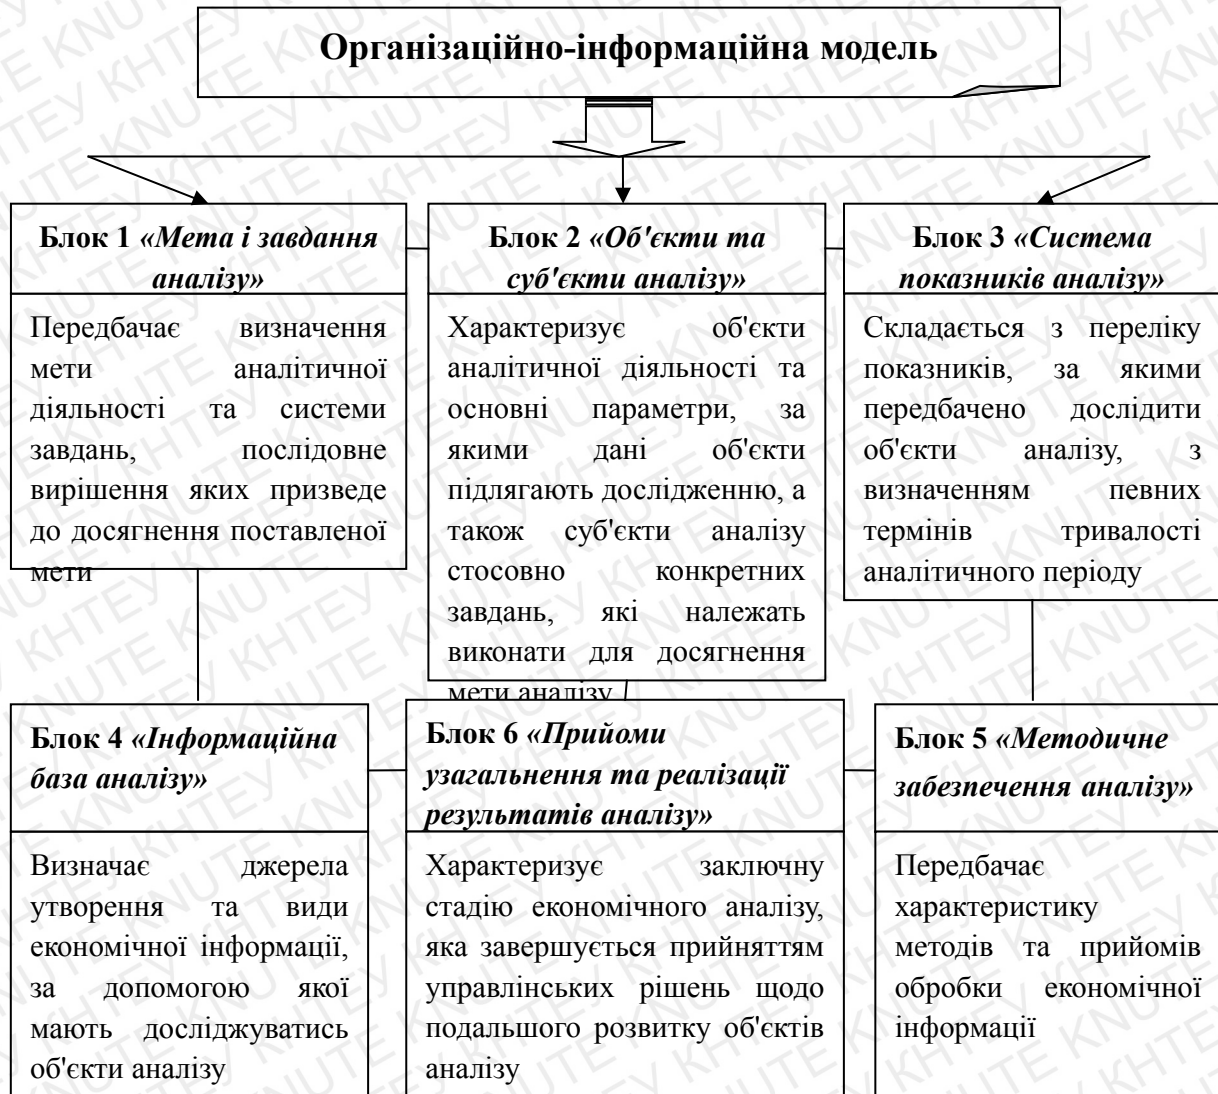 Організаційно-інформаційна модель
Блок 1 «Мета і завдання
аналізу»
Передбачає визначення
мети аналітичної
діяльності та системи
завдань, послідовне
вирішення яких призведе
до досягнення поставленої
мети
Блок 2 «Об'єкти та
суб'єкти аналізу»
Характеризує об'єкти
аналітичної діяльності та
основні параметри, за
якими дані об'єкти
підлягають дослідженню, а
також суб'єкти аналізу
стосовно конкретних
завдань, які належать
виконати для досягнення
мети аналізу
Блок 3 «Система
показників аналізу»
Складається з переліку
показників, за якими
передбачено дослідити
об'єкти аналізу, з
визначенням певних
термінів тривалості
аналітичного періоду
Блок 4 «Інформаційна
база аналізу»
Визначає джерела
утворення та види
економічної інформації,
за допомогою якої
мають досліджуватись
об'єкти аналізу
Блок 6 «Прийоми
узагальнення та реалізації
результатів аналізу»
Характеризує заключну
стадію економічного аналізу,
яка завершується прийняттям
управлінських рішень щодо
подальшого розвитку об'єктів
аналізу
Блок 5 «Методичне
забезпечення аналізу»
Передбачає
характеристику
методів та прийомів
обробки економічної
інформації